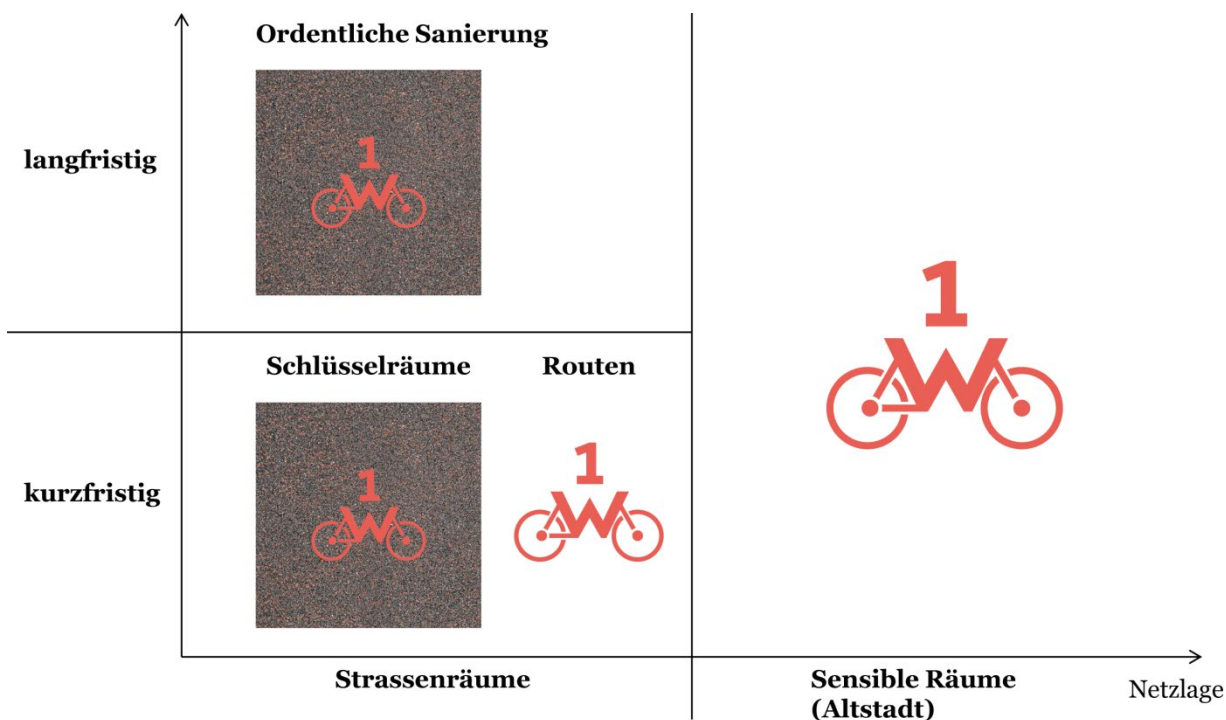 Ordentliche Sanierung
1
W
langfristig
1
W
Schlüsselräume
Routen
1
W
1
W
kurzfristig
Strassenräume
Sensible Räume
(Altstadt)
Netzlage